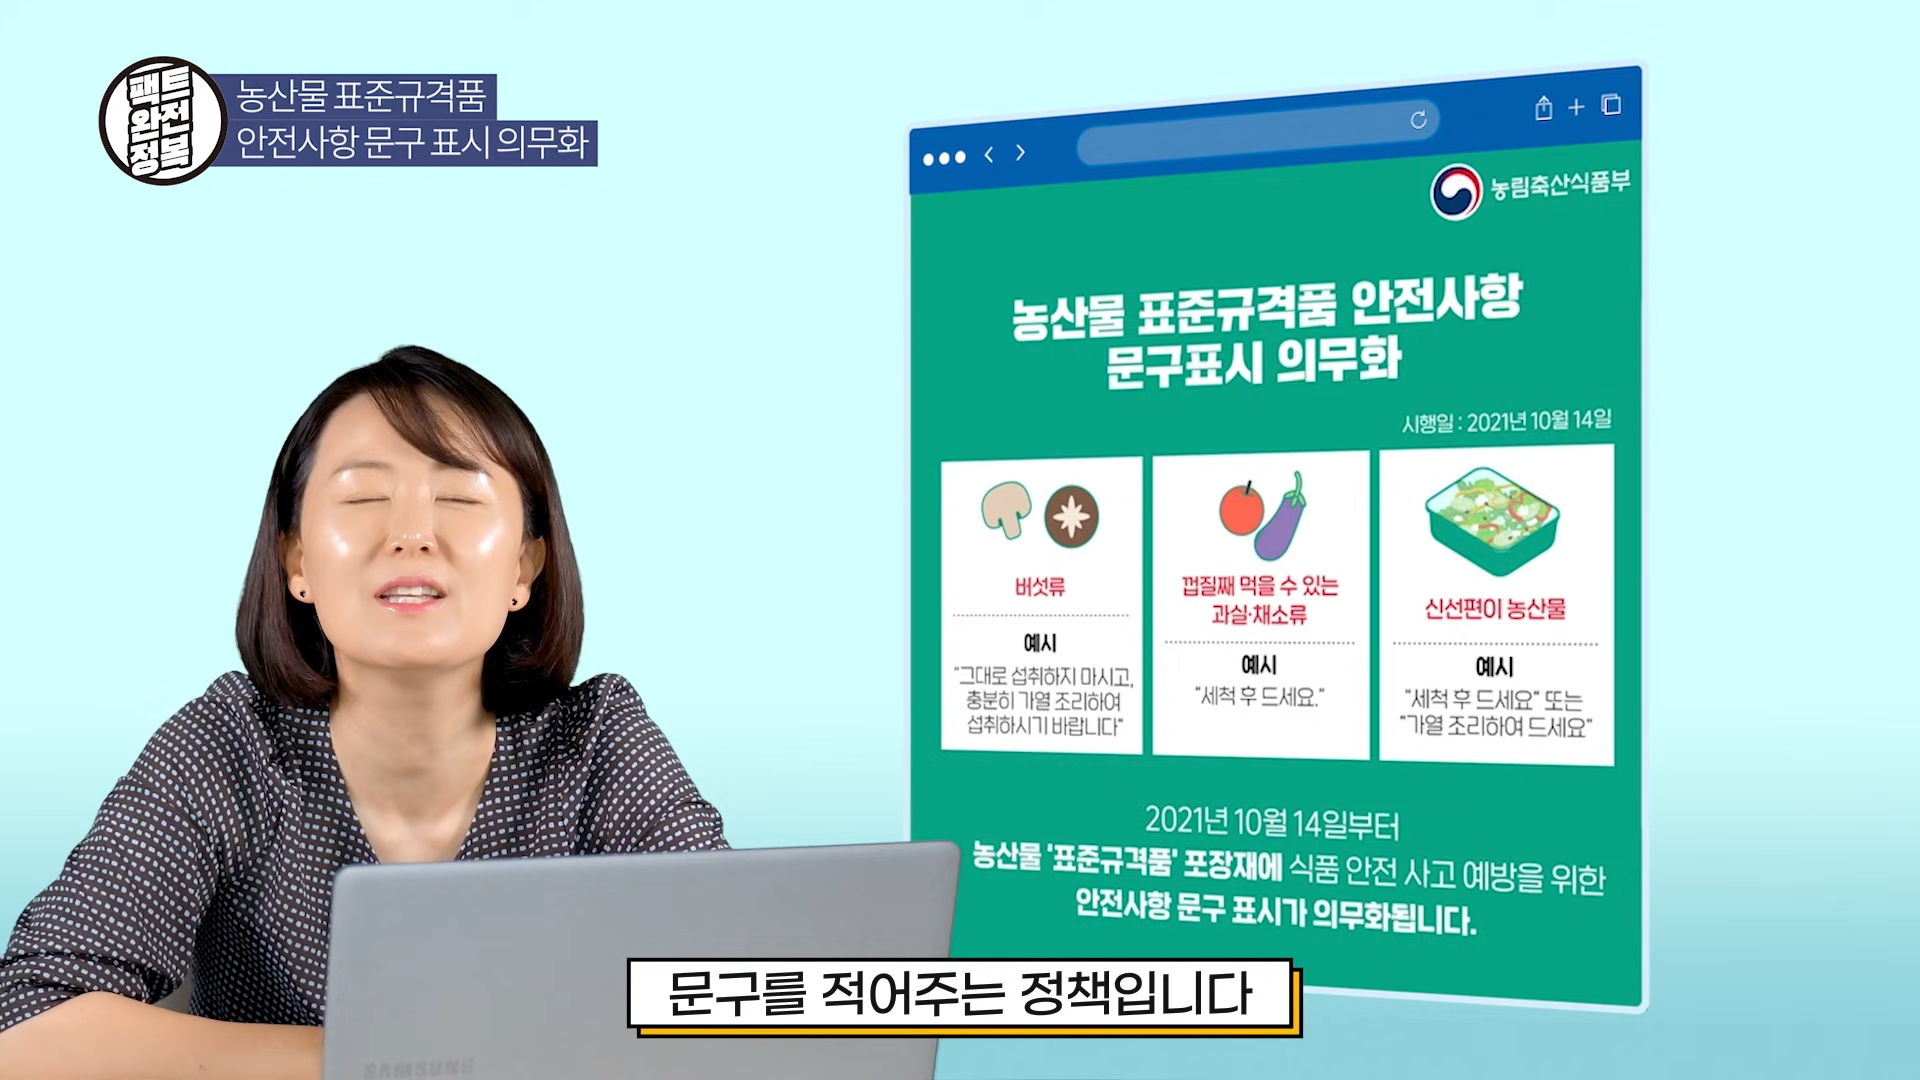 팩트
완전
정복
농산물 표준규격품
안전사항 문구 표시 의무화
농림축산식품부
농산물 표준규격품 안전사항
문구표시 의무화
시행일 : 2021년 10월 14일
버섯류
예시
“그대로 섭취하지 마시고,
충분히 가열 조리하여
섭취하시기 바랍니다”
껍질째 먹을 수 있는
과실·채소류
예시
“세척 후 드세요.”
신선편이 농산물
예시
“세척 후 드세요” 또는
“가열 조리하여 드세요”
2021년 10월 14일부터
농산물 '표준규격품' 포장재에 식품 안전 사고 예방을 위한
안전사항 문구 표시가 의무화됩니다.
문구를 적어주는 정책입니다
SAMSUNG